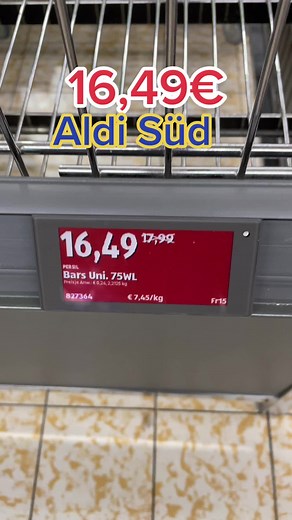 16,49€
Aldi Süd
16,49 17,99
PERSIL
Bars Uni. 75WL
€ 7,45/kg
827364 Fr15